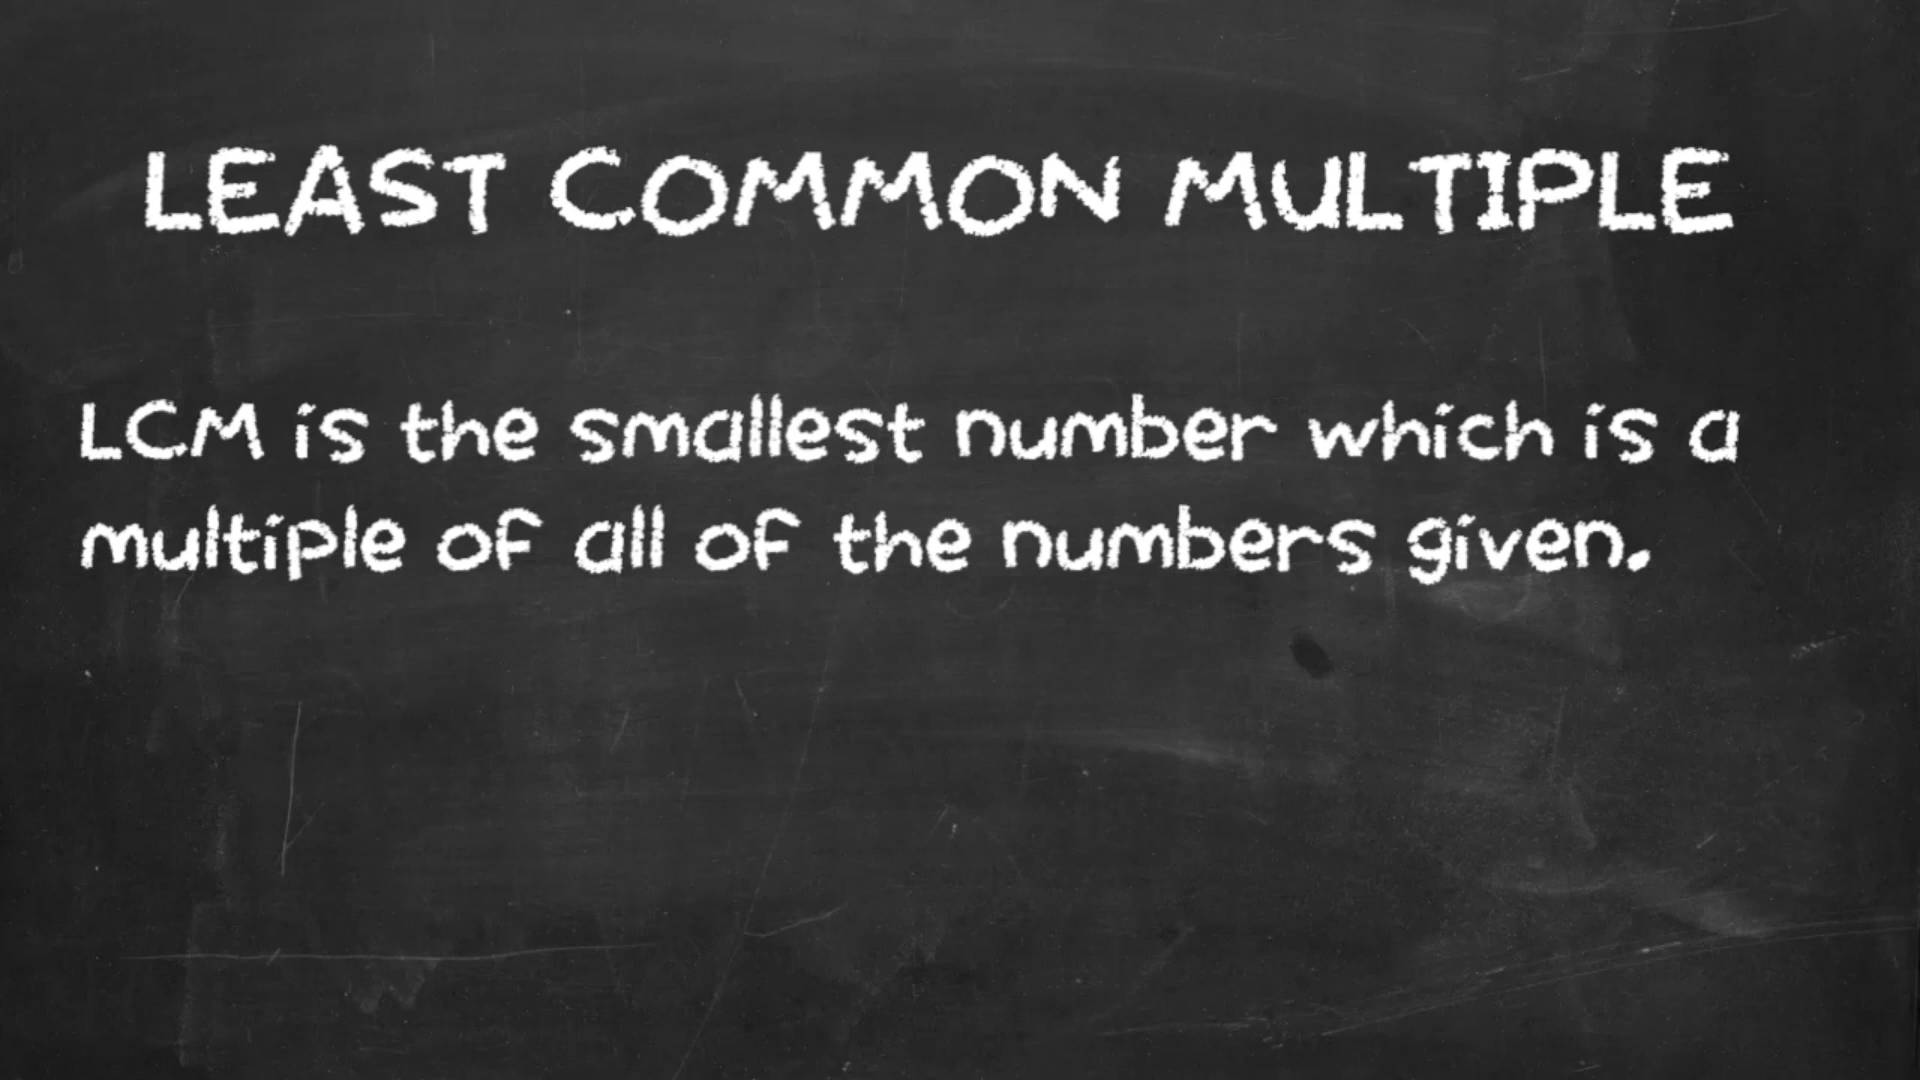 LEAST COMMON MULTIPLE
LCM is the smallest number which is a
multiple of all of the numbers given.